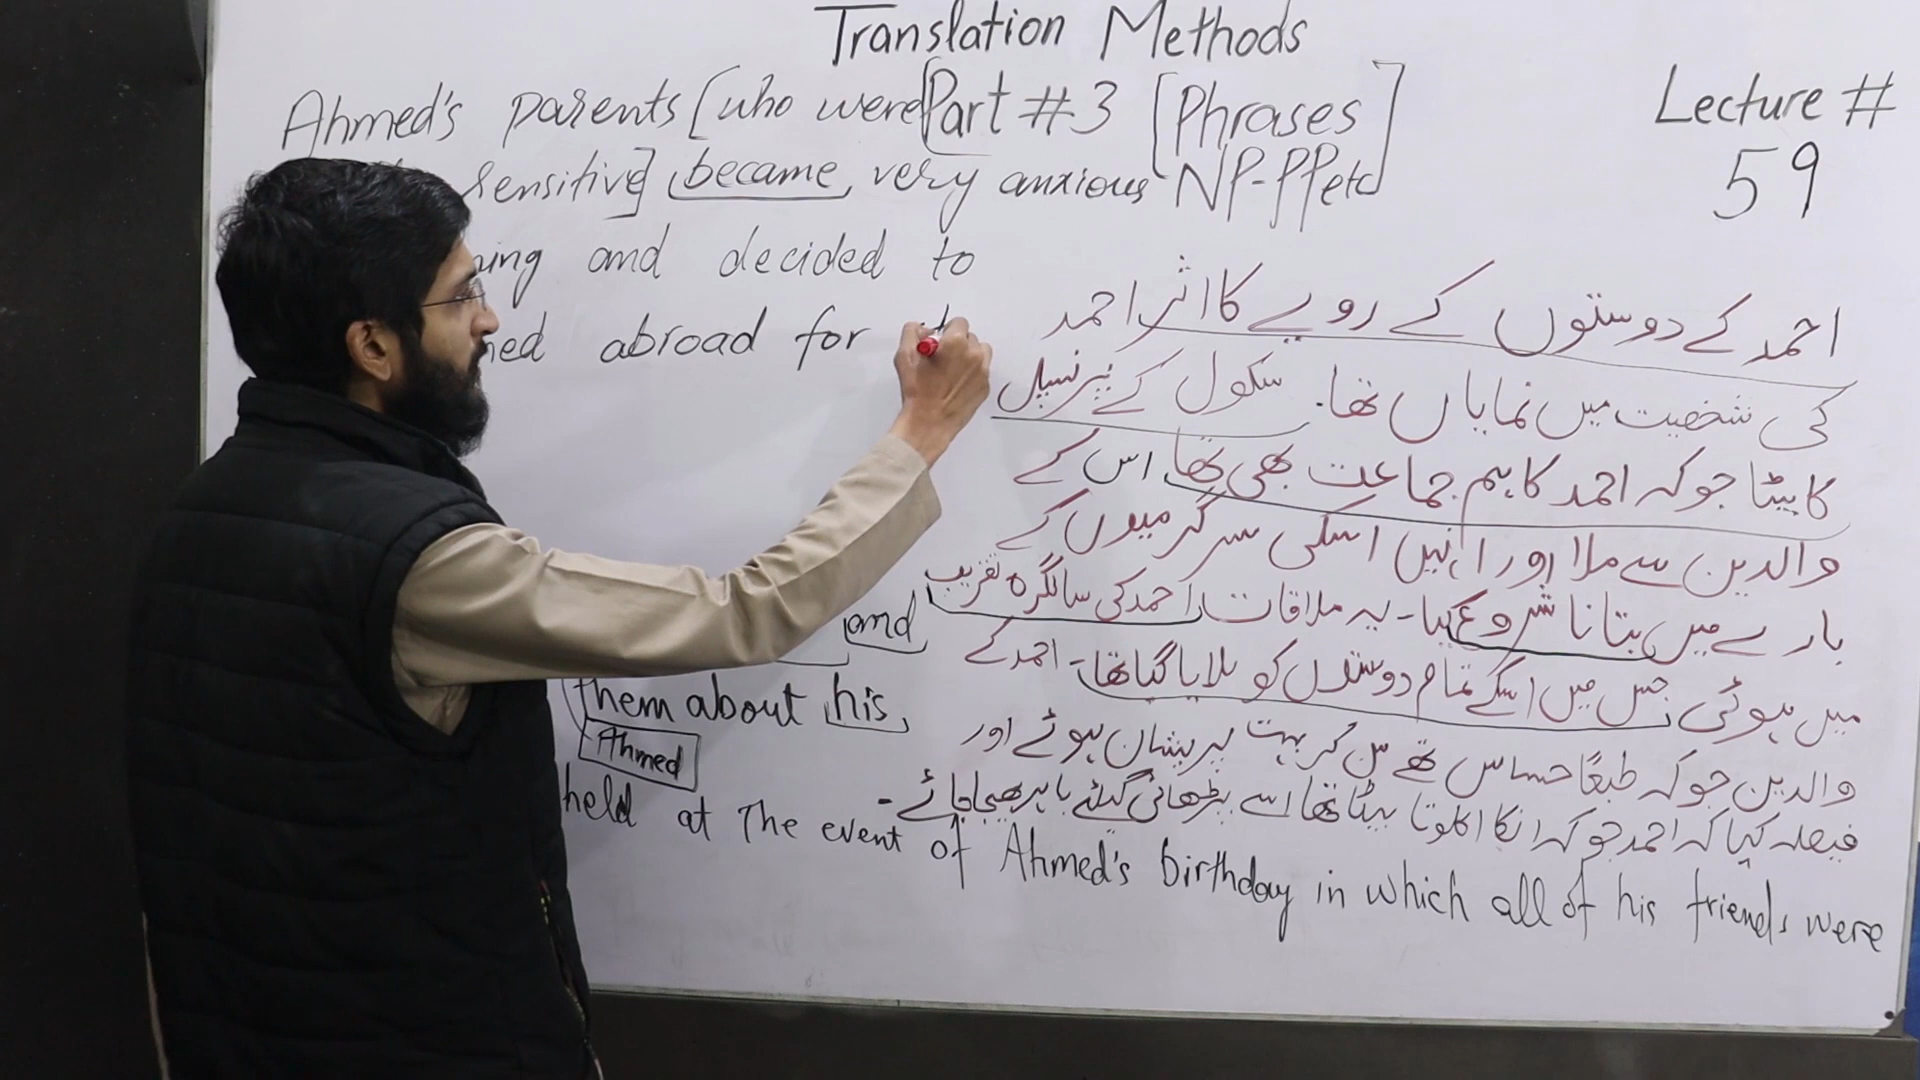 Translation Methods
Part #3 [Phrases
NP-PP etc]
Lecture #
59
Ahmed's parents [who were
sensitive] became very anxious
and decided to
abroad for
and
them about his
Ahmed
held at The event of Ahmed's birthday in which all of his friends were
احمد کے دوستوں کے رویے کا اثر احمد
کی شخصیت میں نمایاں تھا۔ سکول کے پرنسپل
کا بیٹا جو کہ احمد کا ہم جماعت بھی تھا اس کے
والدین سے ملا اور انہیں اسکی سرگرمیوں کے
بارے میں بتانا شروع کیا۔ یہ ملاقات احمد کی سالگرہ تقریب
میں ہوئی جس میں اسکے تمام دوستوں کو بلایا گیا تھا۔ احمد کے
والدین جو کہ طبعاً حساس تھے سن کر بہت پریشان ہوئے اور
فیصلہ کیا کہ احمد جو کہ انکا اکلوتا بیٹا تھا اسے پڑھائی کیلئے باہر بھیجا جائے۔